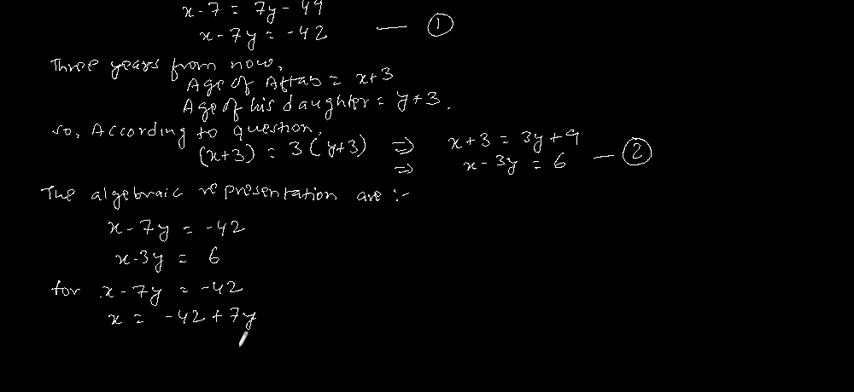 x - 7 = 7y - 49
x - 7y = -42 — 1
Three years from now,
Age of Aftab = x+3
Age of his daughter = y+3.
so, According to question,
(x+3) = 3(y+3) ⇒ x+3 = 3y+9
⇒ x - 3y = 6 — 2
The algebraic representation are :-
x - 7y = -42
x - 3y = 6
for x - 7y = -42
x = -42 + 7y